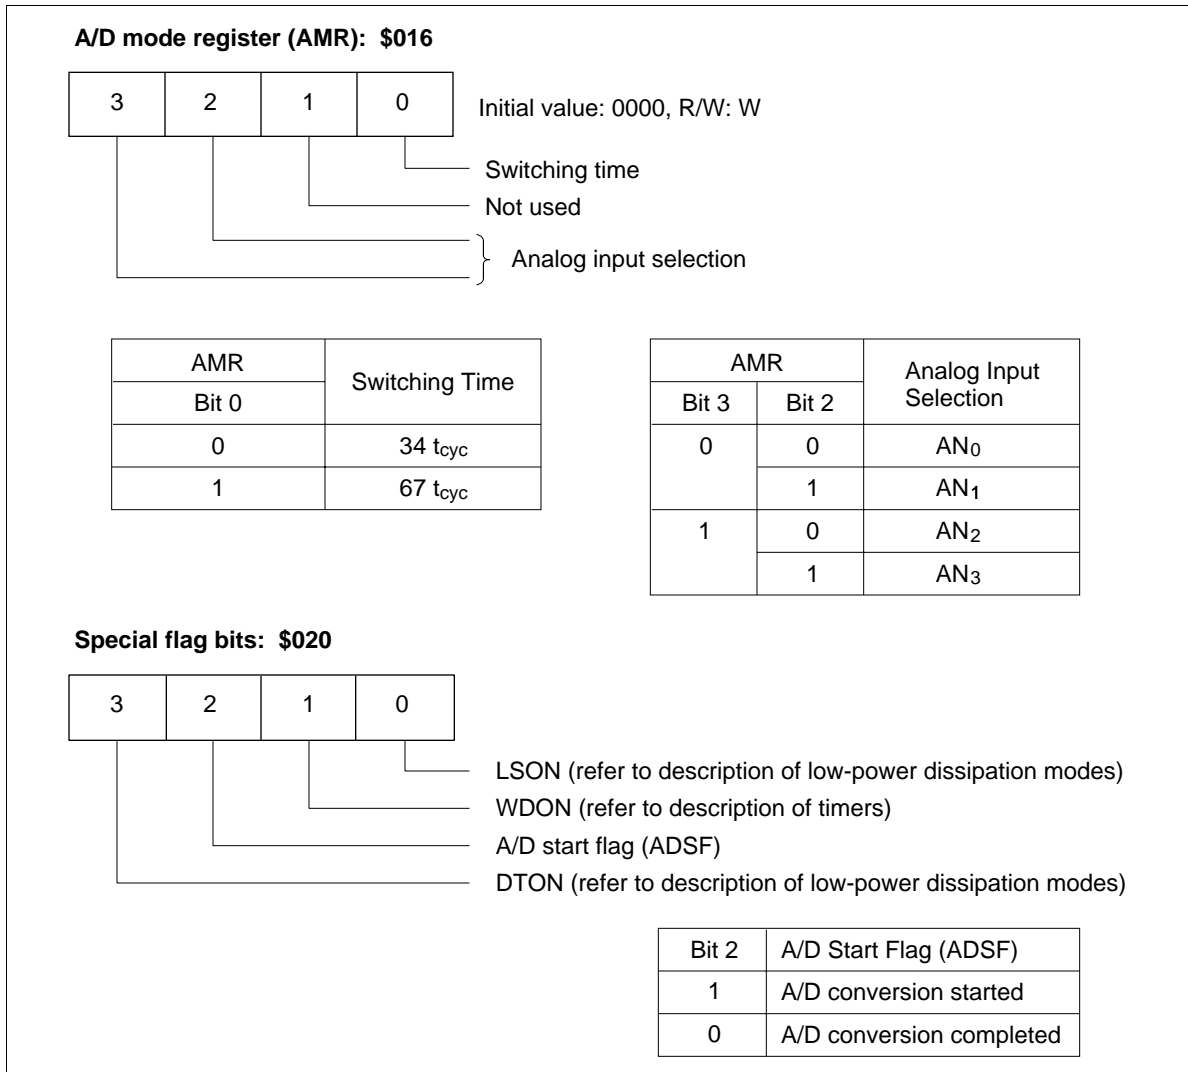 A/D mode register (AMR): $016
3 2 1 0
Initial value: 0000, R/W: W
Switching time
Not used
Analog input selection
AMR Switching Time
Bit 0
0 34 tcyc
1 67 tcyc
AMR Analog Input Selection
Bit 3 Bit 2
0 0 AN0
1 AN1
1 0 AN2
1 AN3
Special flag bits: $020
3 2 1 0
LSON (refer to description of low-power dissipation modes)
WDON (refer to description of timers)
A/D start flag (ADSF)
DTON (refer to description of low-power dissipation modes)
Bit 2 A/D Start Flag (ADSF)
1 A/D conversion started
0 A/D conversion completed